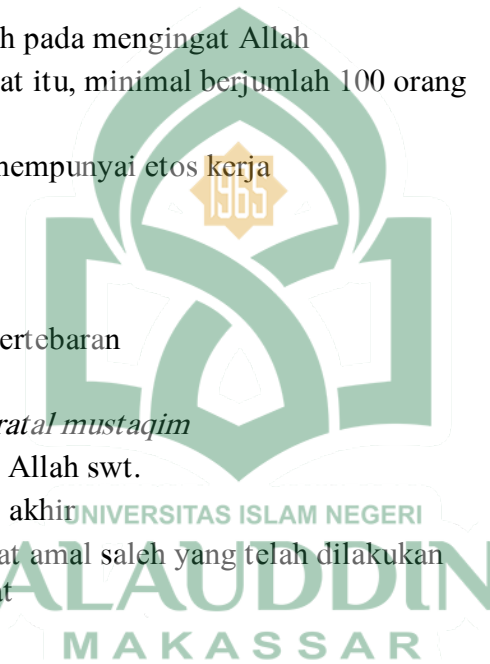 h pada mengingat Allah
at itu, minimal berjumlah 100 orang
mempunyai etos kerja
1965
ertebaran
ratal mustaqim
Allah swt.
akhir
UNIVERSITAS ISLAM NEGERI
at amal saleh yang telah dilakukan
ALAUDDIN
at
MAKASSAR